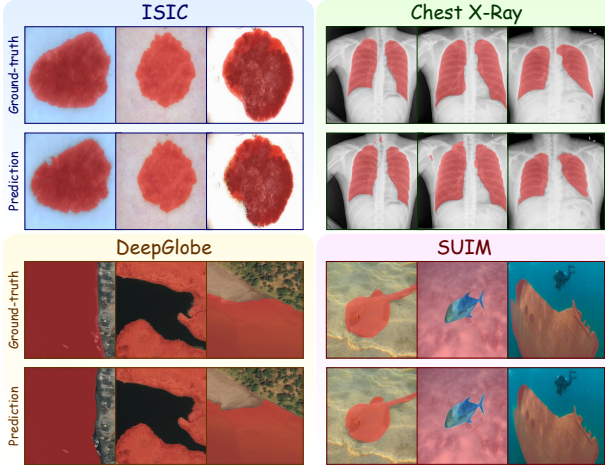 ISIC
Ground-truth
Prediction
Chest X-Ray
DeepGlobe
Ground-truth
Prediction
SUIM